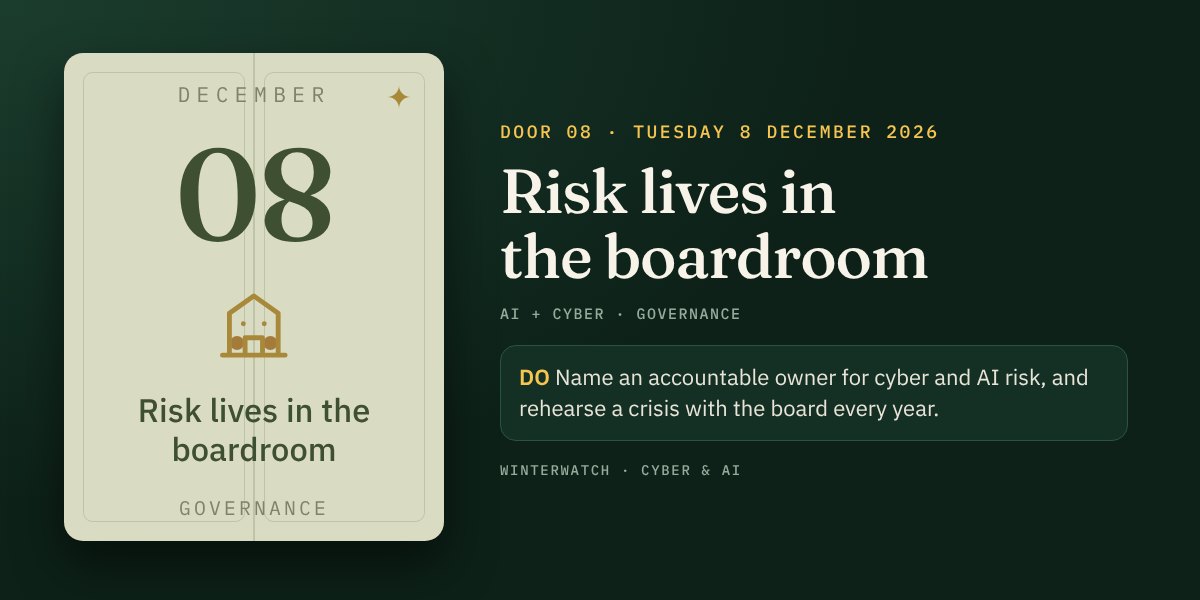 DECEMBER
08
Risk lives in the
boardroom
GOVERNANCE
DOOR 08 · TUESDAY 8 DECEMBER 2026
Risk lives in
the boardroom
AI + CYBER · GOVERNANCE
DO Name an accountable owner for cyber and AI risk, and
rehearse a crisis with the board every year.
WINTERWATCH · CYBER & AI